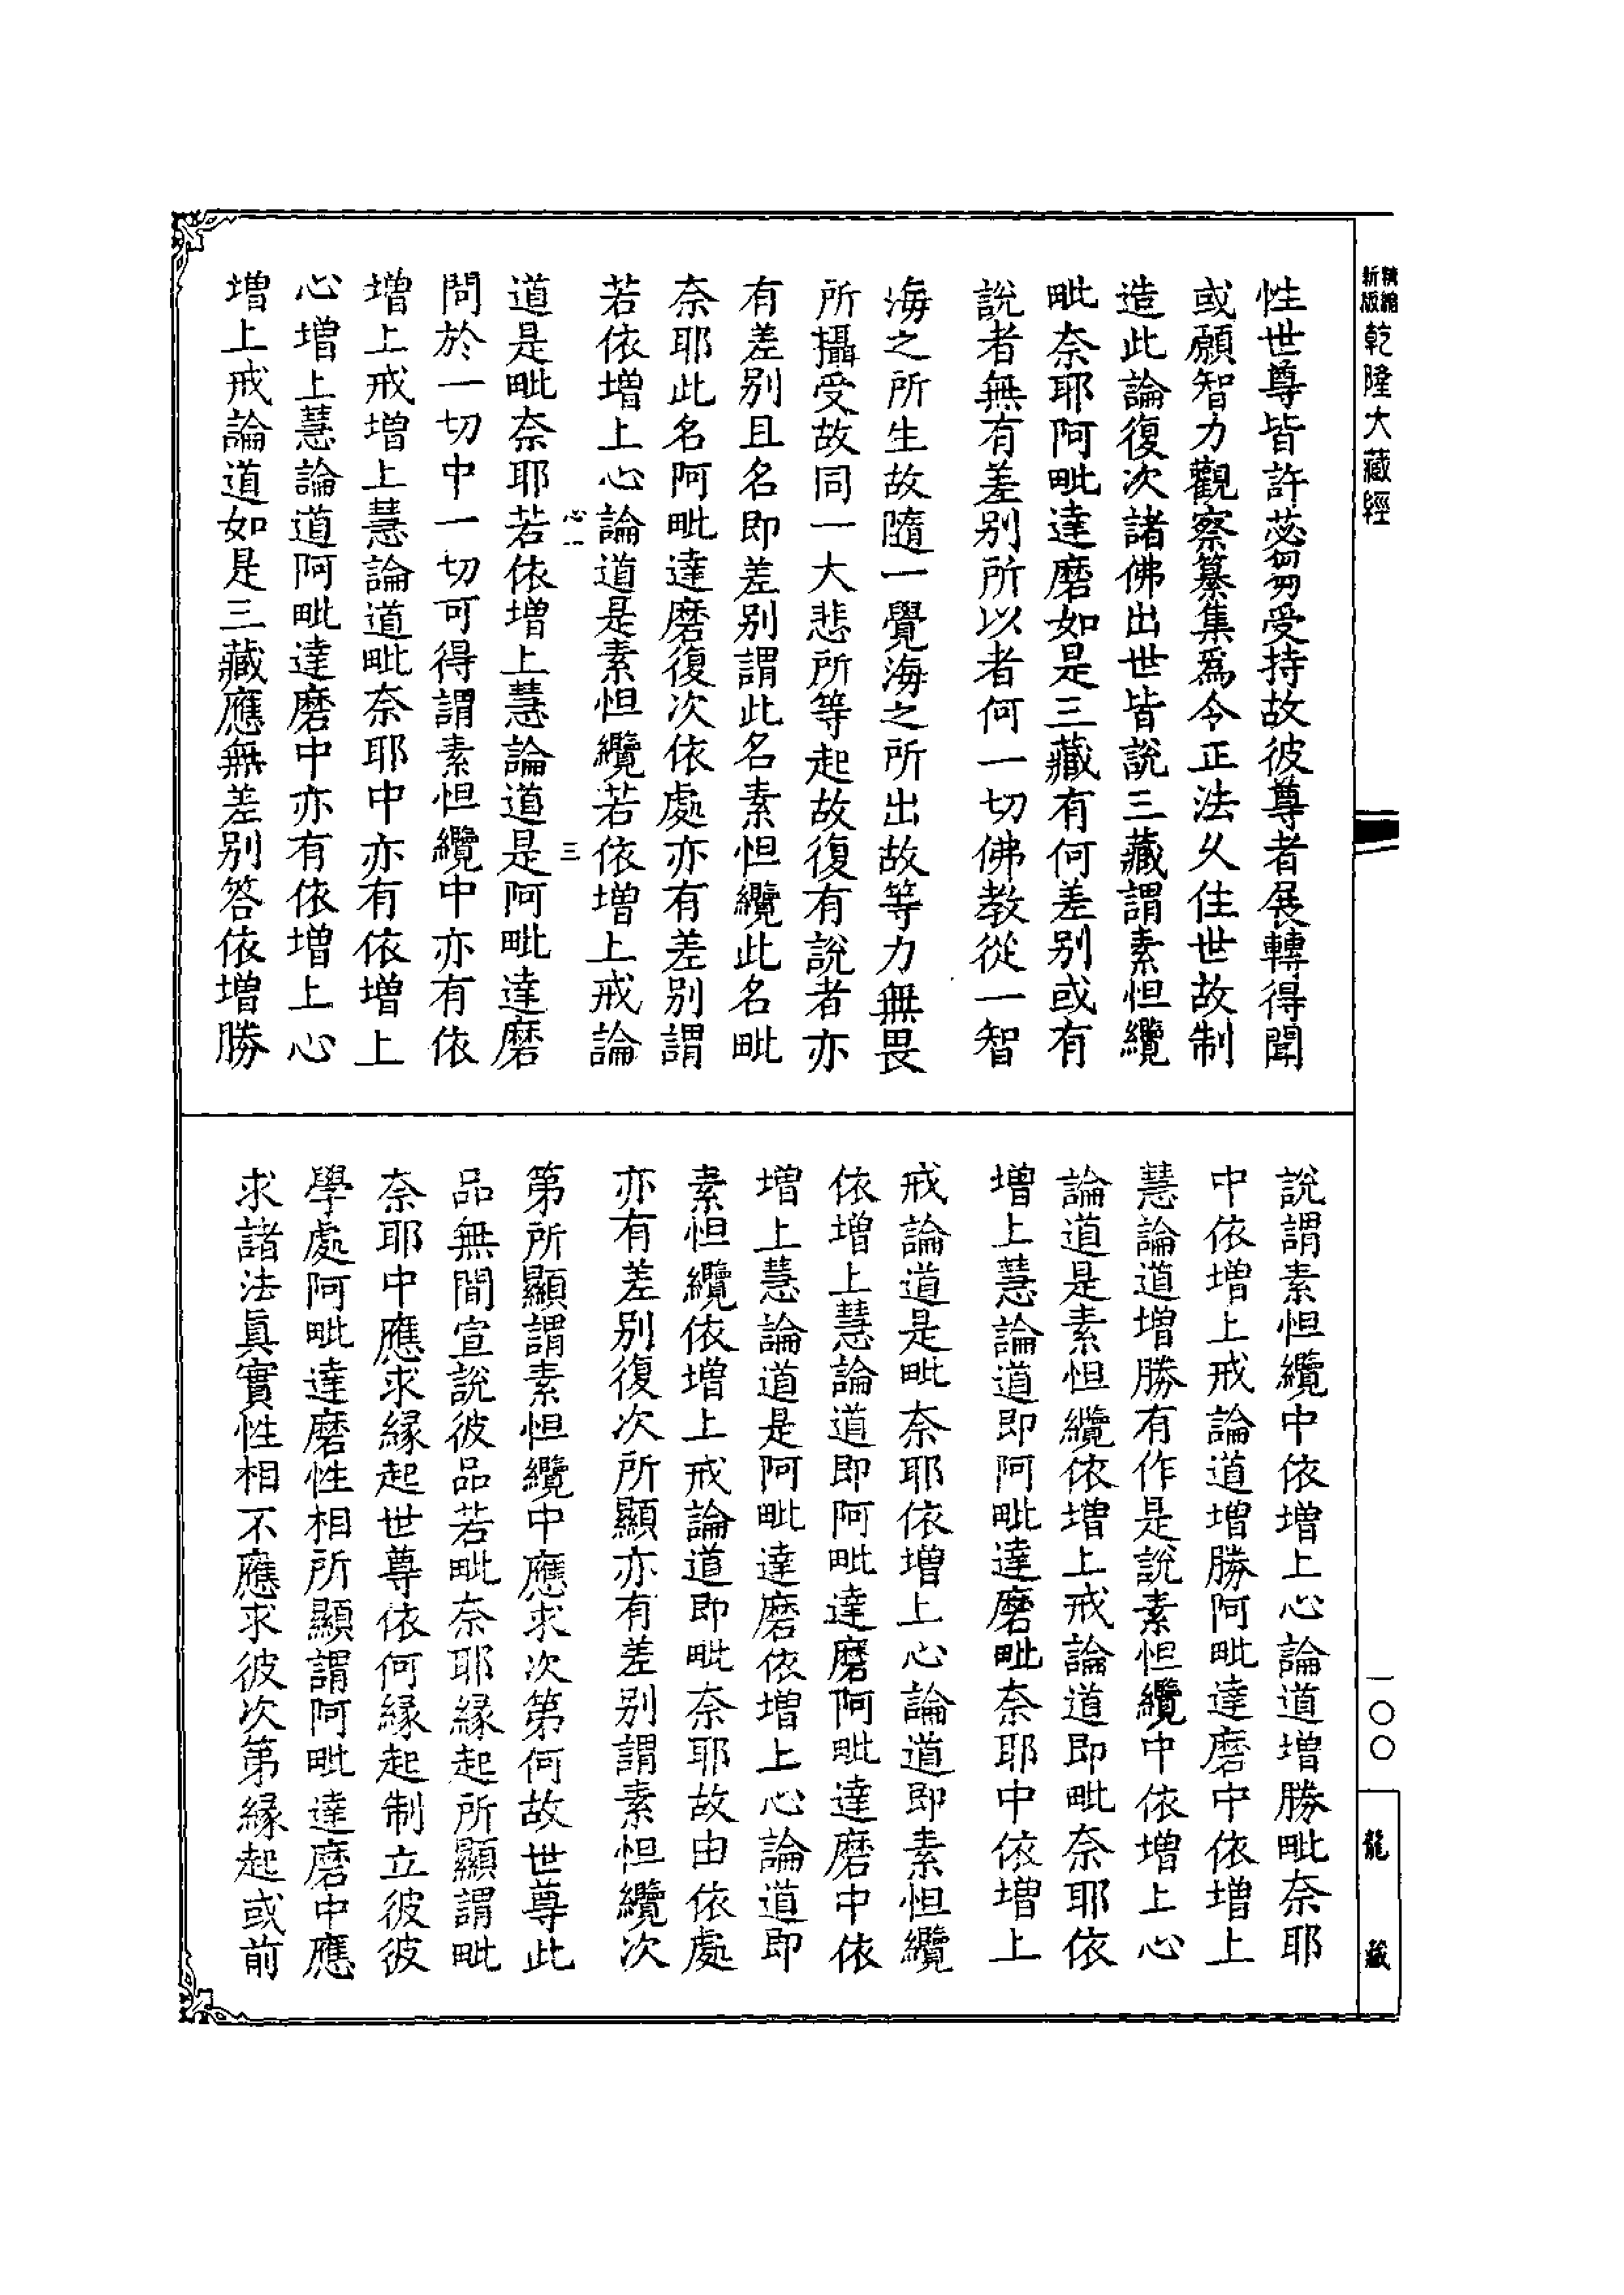 精縮新版乾隆大藏經
性世尊皆許苾芻受持故彼尊者展轉得聞
或願智力觀察纂集爲令正法久住世故制
造此論復次諸佛出世皆說三藏謂素怛纜
毗奈耶阿毗達磨如是三藏有何差别或有
說者無有差别所以者何一切佛教從一智
海之所生故隨一覺海之所出故等力無畏
所攝受故同一大悲所等起故復有說者亦
有差别且名即差别謂此名素怛纜此名毗
奈耶此名阿毗達磨復次依處亦有差别謂
若依增上心論道是素怛纜若依增上戒論
心一 三
道是毗奈耶若依增上慧論道是阿毗達磨
問於一切中一切可得謂素怛纜中亦有依
增上戒增上慧論道毗奈耶中亦有依增上
心增上慧論道阿毗達磨中亦有依增上心
增上戒論道如是三藏應無差别答依增勝
說謂素怛纜中依增上心論道增勝毗奈耶
中依增上戒論道增勝阿毗達磨中依增上
慧論道增勝有作是說素怛纜中依增上心
論道是素怛纜依增上戒論道即毗奈耶依
增上慧論道即阿毗達磨毗奈耶中依增上
戒論道是毗奈耶依增上心論道即素怛纜
依增上慧論道即阿毗達磨阿毗達磨中依
增上慧論道是阿毗達磨依增上心論道即
素怛纜依增上戒論道即毗奈耶故由依處
亦有差别復次所顯亦有差别謂素怛纜次
第所顯謂素怛纜中應求次第何故世尊此
品無間宣說彼品若毗奈耶緣起所顯謂毗
奈耶中應求緣起世尊依何緣起制立彼彼
學處阿毗達磨性相所顯謂阿毗達磨中應
求諸法眞實性相不應求彼次第緣起或前
一〇〇
龍藏